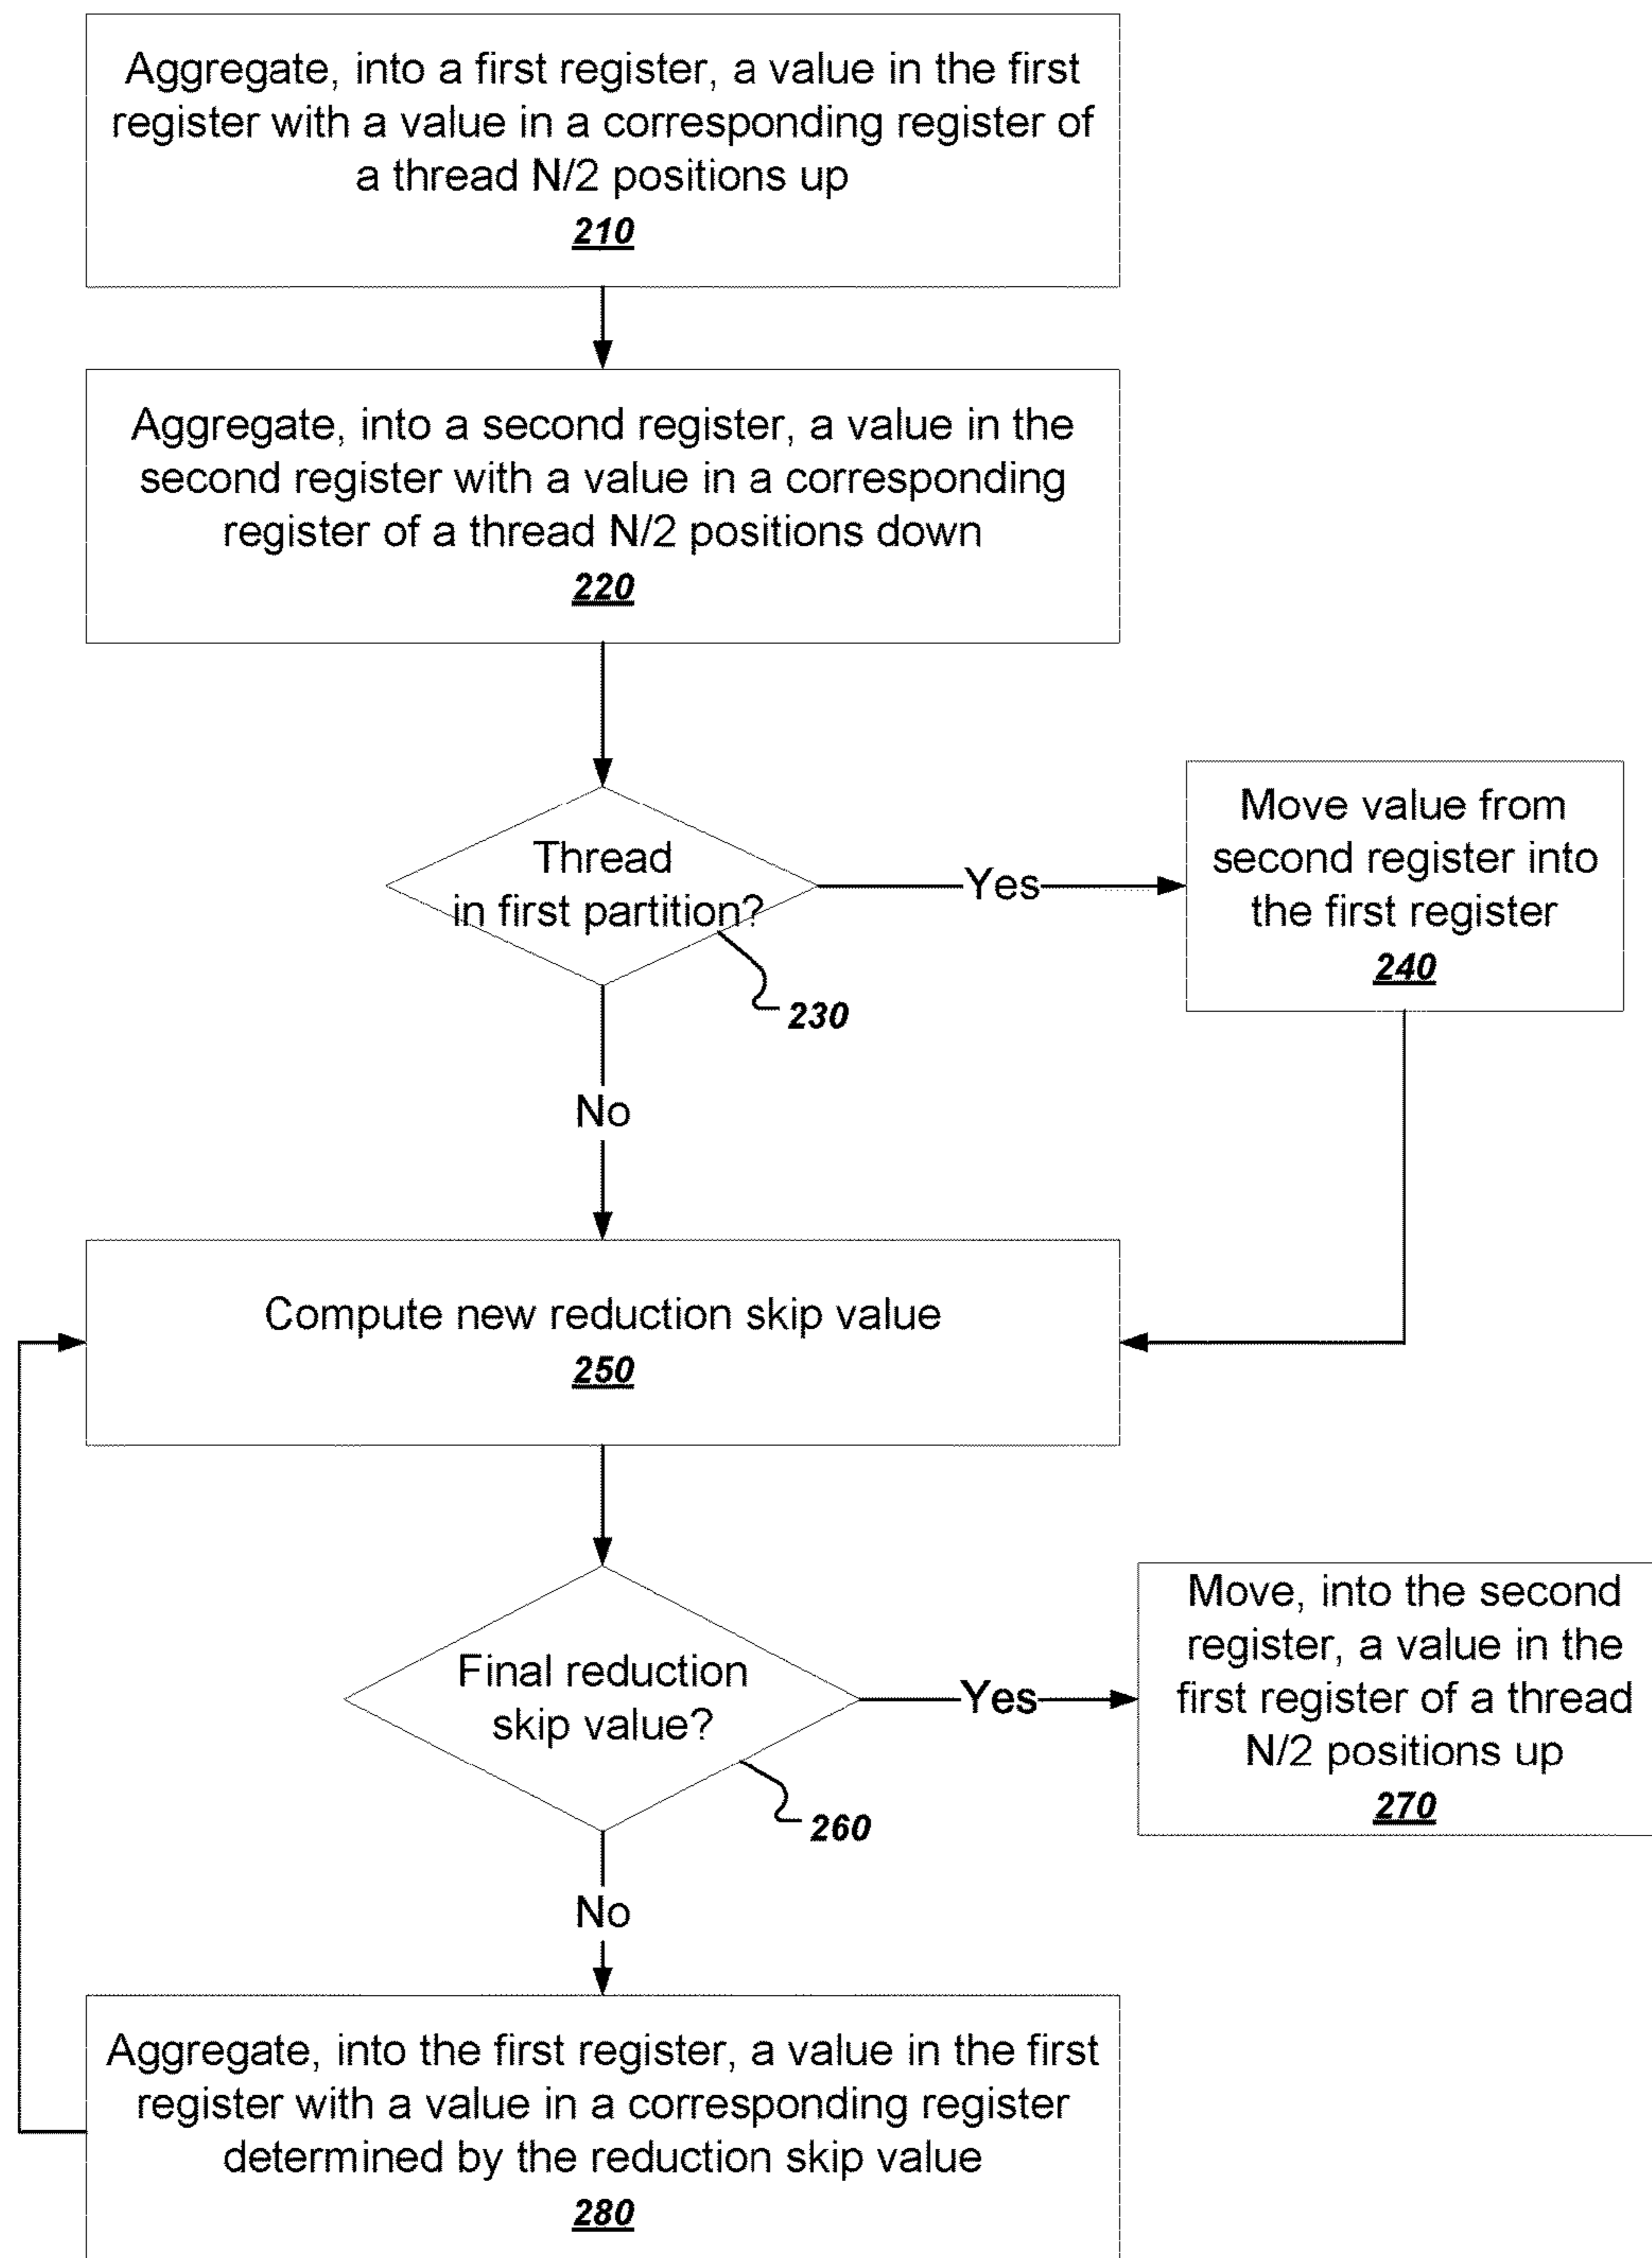 Aggregate, into a first register, a value in the first
register with a value in a corresponding register of
a thread N/2 positions up
210
Aggregate, into a second register, a value in the
second register with a value in a corresponding
register of a thread N/2 positions down
220
Thread
in first partition?
230
Yes
Move value from
second register into
the first register
240
No
Compute new reduction skip value
250
Final reduction
skip value?
260
Yes
Move, into the second
register, a value in the
first register of a thread
N/2 positions up
270
No
Aggregate, into the first register, a value in the first
register with a value in a corresponding register
determined by the reduction skip value
280